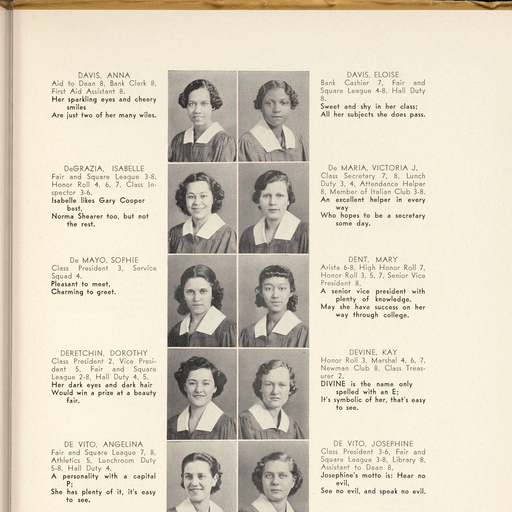 DAVIS, ANNA
Aid to Dean 8, Bank Clerk 8,
First Aid Assistant 8.
Her sparkling eyes and cheery
smiles
Are just two of her many wiles.
DAVIS, ELOISE
Bank Cashier 7, Fair and
Square League 4-8, Hall Duty
8.
Sweet and shy in her class;
All her subjects she does pass.
DeGRAZIA, ISABELLE
Fair and Square League 3-8,
Honor Roll 4, 6, 7, Class In-
spector 3-6.
Isabelle likes Gary Cooper
best,
Norma Shearer too, but not
the rest.
De MARIA, VICTORIA J.
Class Secretary 7, 8, Lunch
Duty 3, 4, Attendance Helper
8, Member of Italian Club 3-8.
An excellent helper in every
way
Who hopes to be a secretary
some day.
De MAYO, SOPHIE
Class President 3, Service
Squad 4.
Pleasant to meet,
Charming to greet.
DENT, MARY
Arista 6-8, High Honor Roll 7,
Honor Roll 3, 5, 7, Senior Vice
President 8.
A senior vice president with
plenty of knowledge.
May she have success on her
way through college.
DERETCHIN, DOROTHY
Class President 2, Vice Presi-
dent 5, Fair and Square
League 2-8, Hall Duty 4, 5.
Her dark eyes and dark hair
Would win a prize at a beauty
fair.
DEVINE, KAY
Honor Roll 3, Marshal 4, 6, 7,
Newman Club 8, Class Treas-
urer 2.
DIVINE is the name only
spelled with an E;
It's symbolic of her, that's easy
to see.
DE VITO, ANGELINA
Fair and Square League 7, 8,
Athletics 5, Lunchroom Duty
5-8, Hall Duty 4.
A personality with a capital
P;
She has plenty of it, it's easy
to see.
DE VITO, JOSEPHINE
Class President 3-6, Fair and
Square League 3-8, Library 8,
Assistant to Dean 8.
Josephine's motto is: Hear no
evil,
See no evil, and speak no evil.